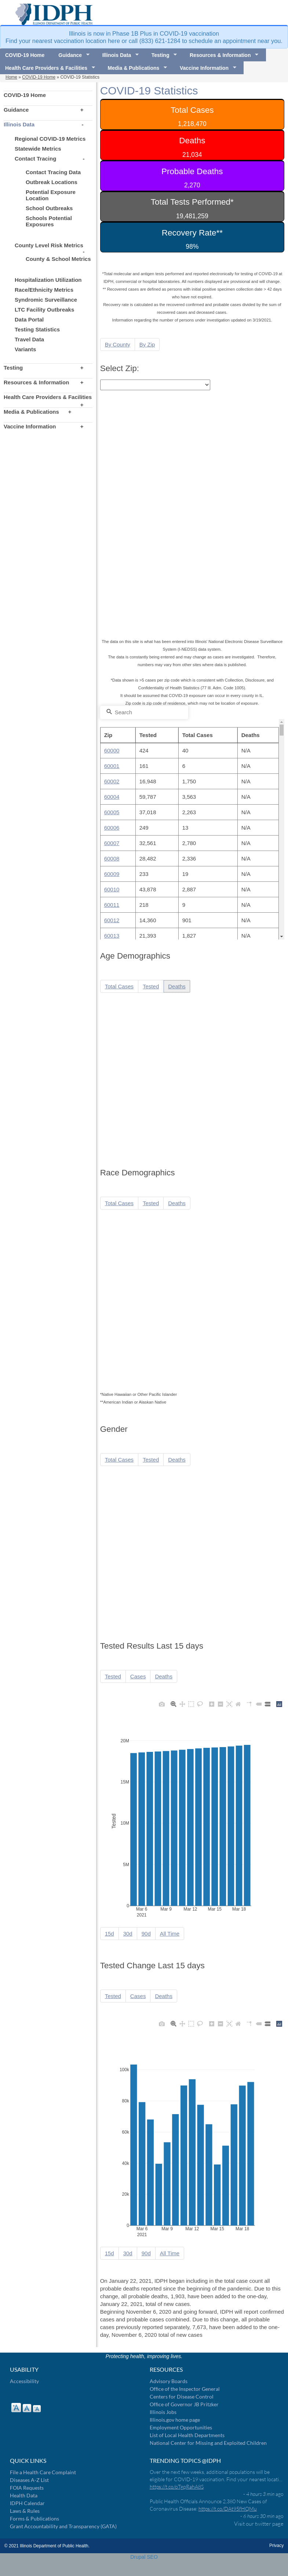 IDPH
ILLINOIS DEPARTMENT OF PUBLIC HEALTH
Illinois is now in Phase 1B Plus in COVID-19 vaccination
Find your nearest vaccination location here or call (833) 621-1284 to schedule an appointment near you.
COVID-19 Home Guidance Illinois Data Testing Resources & Information
Health Care Providers & Facilities Media & Publications Vaccine Information
Home » COVID-19 Home » COVID-19 Statistics
COVID-19 Home
Guidance +
Illinois Data -
Regional COVID-19 Metrics
Statewide Metrics
Contact Tracing -
Contact Tracing Data
Outbreak Locations
Potential Exposure
Location
School Outbreaks
Schools Potential
Exposures
County Level Risk Metrics
-
County & School Metrics
Hospitalization Utilization
Race/Ethnicity Metrics
Syndromic Surveillance
LTC Facility Outbreaks
Data Portal
Testing Statistics
Travel Data
Variants
Testing +
Resources & Information +
Health Care Providers & Facilities
+
Media & Publications +
Vaccine Information +
COVID-19 Statistics
Total Cases
1,218,470
Deaths
21,034
Probable Deaths
2,270
Total Tests Performed*
19,481,259
Recovery Rate**
98%
*Total molecular and antigen tests performed and reported electronically for testing of COVID-19 at
IDPH, commercial or hospital laboratories. All numbers displayed are provisional and will change.
** Recovered cases are defined as persons with initial positive specimen collection date > 42 days
who have not expired
Recovery rate is calculated as the recovered confirmed and probable cases divided by the sum of
recovered cases and deceased cases.
Information regarding the number of persons under investigation updated on 3/19/2021.
By County By Zip
Select Zip:
The data on this site is what has been entered into Illinois' National Electronic Disease Surveillance
System (I-NEDSS) data system.
The data is constantly being entered and may change as cases are investigated. Therefore,
numbers may vary from other sites where data is published.
*Data shown is >5 cases per zip code which is consistent with Collection, Disclosure, and
Confidentiality of Health Statistics (77 Ill. Adm. Code 1005).
It should be assumed that COVID-19 exposure can occur in every county in IL.
Zip code is zip code of residence, which may not be location of exposure.
Search
Zip Tested Total Cases Deaths
60000 424 40 N/A
60001 161 6 N/A
60002 16,948 1,750 N/A
60004 59,787 3,563 N/A
60005 37,018 2,263 N/A
60006 249 13 N/A
60007 32,561 2,780 N/A
60008 28,482 2,336 N/A
60009 233 19 N/A
60010 43,878 2,887 N/A
60011 218 9 N/A
60012 14,360 901 N/A
60013 21,393 1,827 N/A
Age Demographics
Total Cases Tested Deaths
Race Demographics
Total Cases Tested Deaths
*Native Hawaiian or Other Pacific Islander
**American Indian or Alaskan Native
Gender
Total Cases Tested Deaths
Tested Results Last 15 days
Tested Cases Deaths
20M
15M
10M
5M
0
Tested
Mar 6 Mar 9 Mar 12 Mar 15 Mar 18
2021
15d 30d 90d All Time
Tested Change Last 15 days
Tested Cases Deaths
100k
80k
60k
40k
20k
0
Mar 6 Mar 9 Mar 12 Mar 15 Mar 18
2021
15d 30d 90d All Time
On January 22, 2021, IDPH began including in the total case count all
probable deaths reported since the beginning of the pandemic. Due to this
change, all probable deaths, 1,903, have been added to the one-day,
January 22, 2021, total of new cases.
Beginning November 6, 2020 and going forward, IDPH will report confirmed
cases and probable cases combined. Due to this change, all probable
cases previously reported separately, 7,673, have been added to the one-
day, November 6, 2020 total of new cases.
Protecting health, improving lives.
USABILITY
Accessibility
A A A
RESOURCES
Advisory Boards
Office of the Inspector General
Centers for Disease Control
Office of Governor JB Pritzker
Illinois Jobs
Illinois.gov home page
Employment Opportunities
List of Local Health Departments
National Center for Missing and Exploited Children
QUICK LINKS
File a Health Care Complaint
Diseases A-Z List
FOIA Requests
Health Data
IDPH Calendar
Laws & Rules
Forms & Publications
Grant Accountability and Transparency (GATA)
TRENDING TOPICS @IDPH
Over the next few weeks, additional populations will be
eligible for COVID-19 vaccination. Find your nearest locati…
Public Health Officials Announce 2,380 New Cases of
Coronavirus Disease
Visit our twitter page
© 2021 Illinois Department of Public Health.
Privacy
Drupal SEO